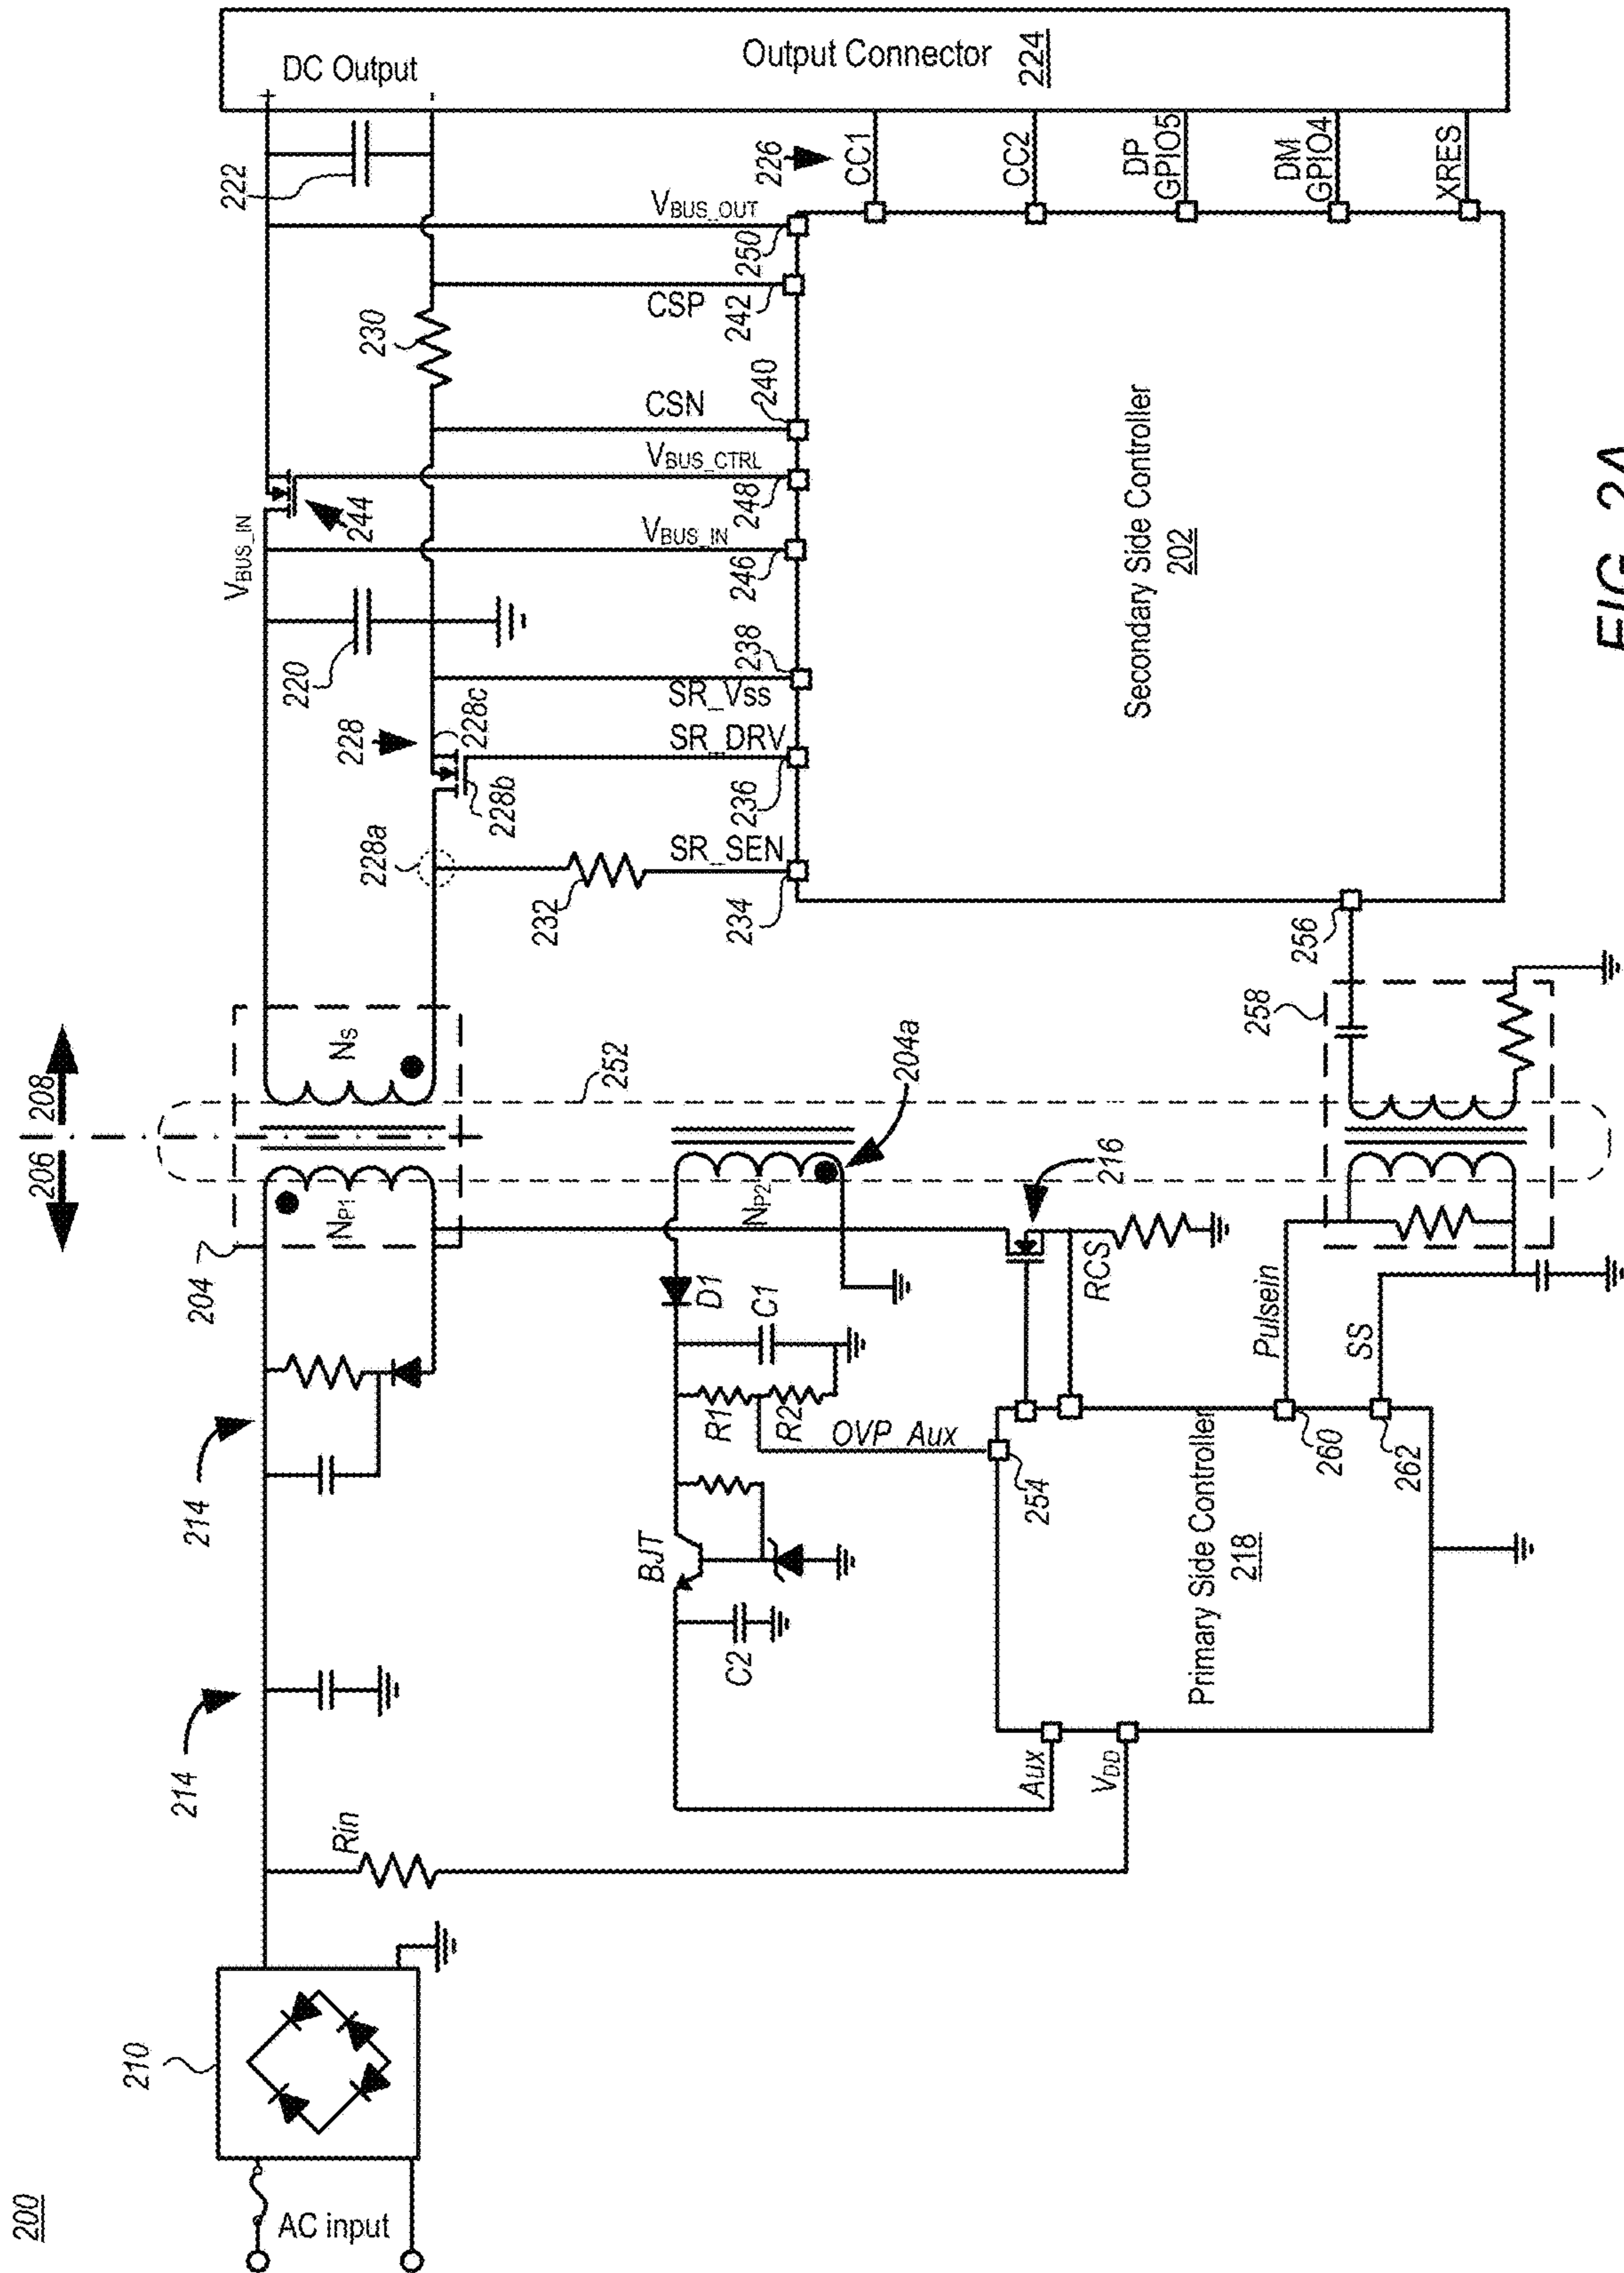 200
206
208
204
NP1
NS
252
210
AC input
214
214
Rin
VBUS_IN
244
220
222
DC Output
+
-
Output Connector
224
228
228a
228b
228c
230
232
234
SR_SEN
236
SR_DRV
238
SR_Vss
246
VBUS_IN
248
VBUS_CTRL
240
CSN
242
CSP
250
VBUS_OUT
226
CC1
CC2
DP
GPIO5
DM
GPIO4
XRES
Secondary Side Controller
202
256
258
NP2
204a
216
RCS
D1
C1
R1
R2
OVP_Aux
BJT
C2
254
Aux
VDD
Primary Side Controller
218
Pulsein
260
SS
262
FIG. 2A